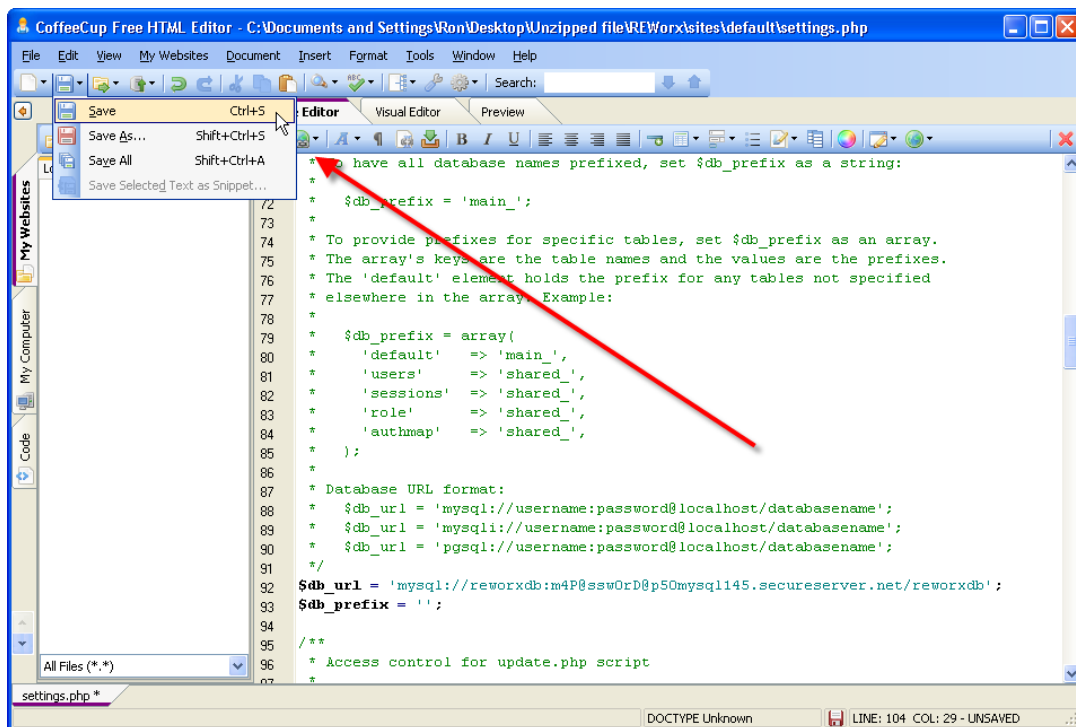 CoffeeCup Free HTML Editor - C:\Documents and Settings\Ron\Desktop\Unzipped file\REWorx\sites\default\settings.php
File Edit View My Websites Document Insert Format Tools Window Help
ABC Search:
Save Ctrl+S
Save As... Shift+Ctrl+S
Save All Shift+Ctrl+A
Save Selected Text as Snippet...
Editor Visual Editor Preview
A B I U
My Websites
My Computer
Code
* have all database names prefixed, set $db_prefix as a string:
*
72 * $db_prefix = 'main_';
73 *
74 * To provide prefixes for specific tables, set $db_prefix as an array.
75 * The array's keys are the table names and the values are the prefixes.
76 * The 'default' element holds the prefix for any tables not specified
77 * elsewhere in the array. Example:
78 *
79 * $db_prefix = array(
80 * 'default' => 'main_',
81 * 'users' => 'shared_',
82 * 'sessions' => 'shared_',
83 * 'role' => 'shared_',
84 * 'authmap' => 'shared_',
85 * );
86 *
87 * Database URL format:
88 * $db_url = 'mysql://username:password@localhost/databasename';
89 * $db_url = 'mysqli://username:password@localhost/databasename';
90 * $db_url = 'pgsql://username:password@localhost/databasename';
91 */
92 $db_url = 'mysql://reworxdb:m4P@ssw0rD@p50mysql145.secureserver.net/reworxdb';
93 $db_prefix = '';
94
95 /**
96 * Access control for update.php script
97 *
All Files (*.*)
settings.php *
DOCTYPE Unknown LINE: 104 COL: 29 - UNSAVED